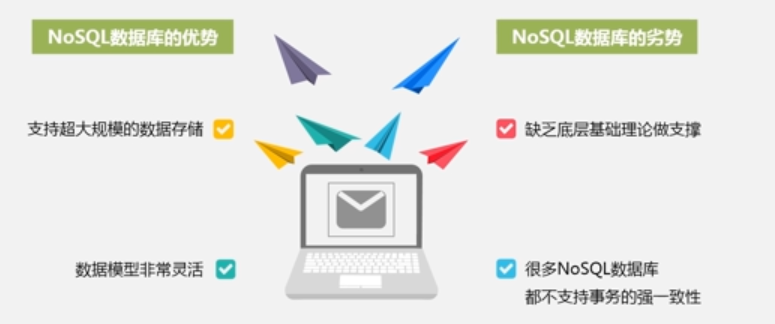 NoSQL数据库的优势
支持超大规模的数据存储
数据模型非常灵活
NoSQL数据库的劣势
缺乏底层基础理论做支撑
很多NoSQL数据库
都不支持事务的强一致性